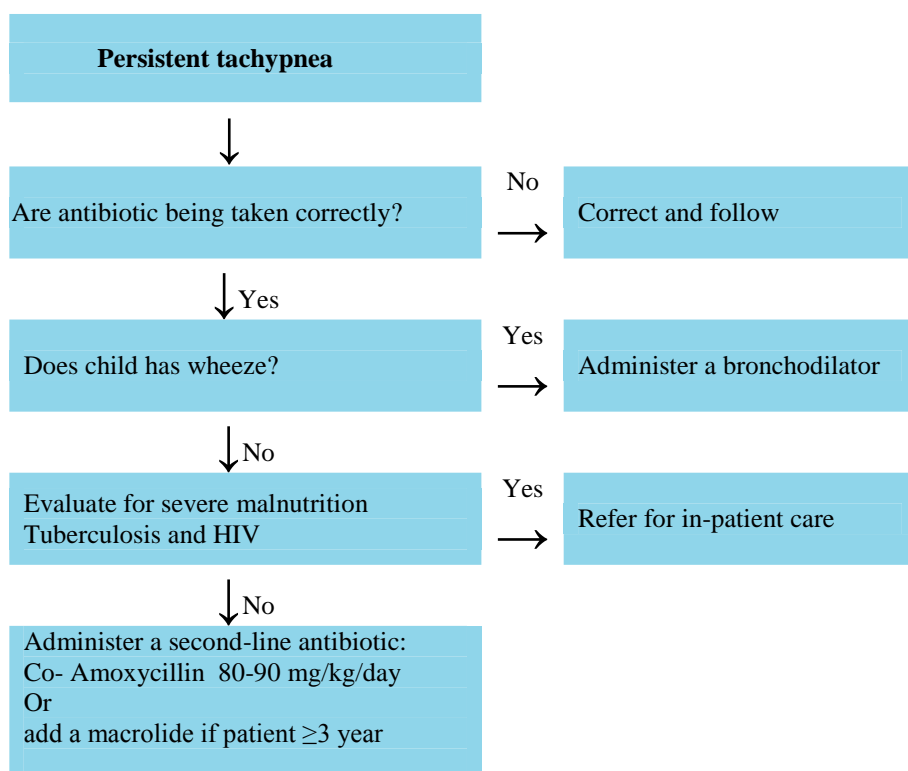 Persistent tachypnea
Are antibiotic being taken correctly?
No
Correct and follow
Yes
Does child has wheeze?
Yes
Administer a bronchodilator
No
Evaluate for severe malnutrition
Tuberculosis and HIV
Yes
Refer for in-patient care
No
Administer a second-line antibiotic:
Co- Amoxycillin 80-90 mg/kg/day
Or
add a macrolide if patient ≥3 year